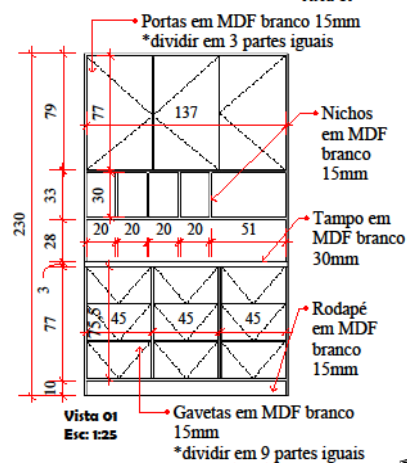 Portas em MDF branco 15mm
*dividir em 3 partes iguais
79
77
137
Nichos
em MDF
branco
15mm
230
33
30
20
20
20
20
51
28
Tampo em
MDF branco
30mm
3
77
75,5
45
45
45
Rodapé
em MDF
branco
15mm
10
Vista 01
Esc: 1:25
Gavetas em MDF branco
15mm
*dividir em 9 partes iguais